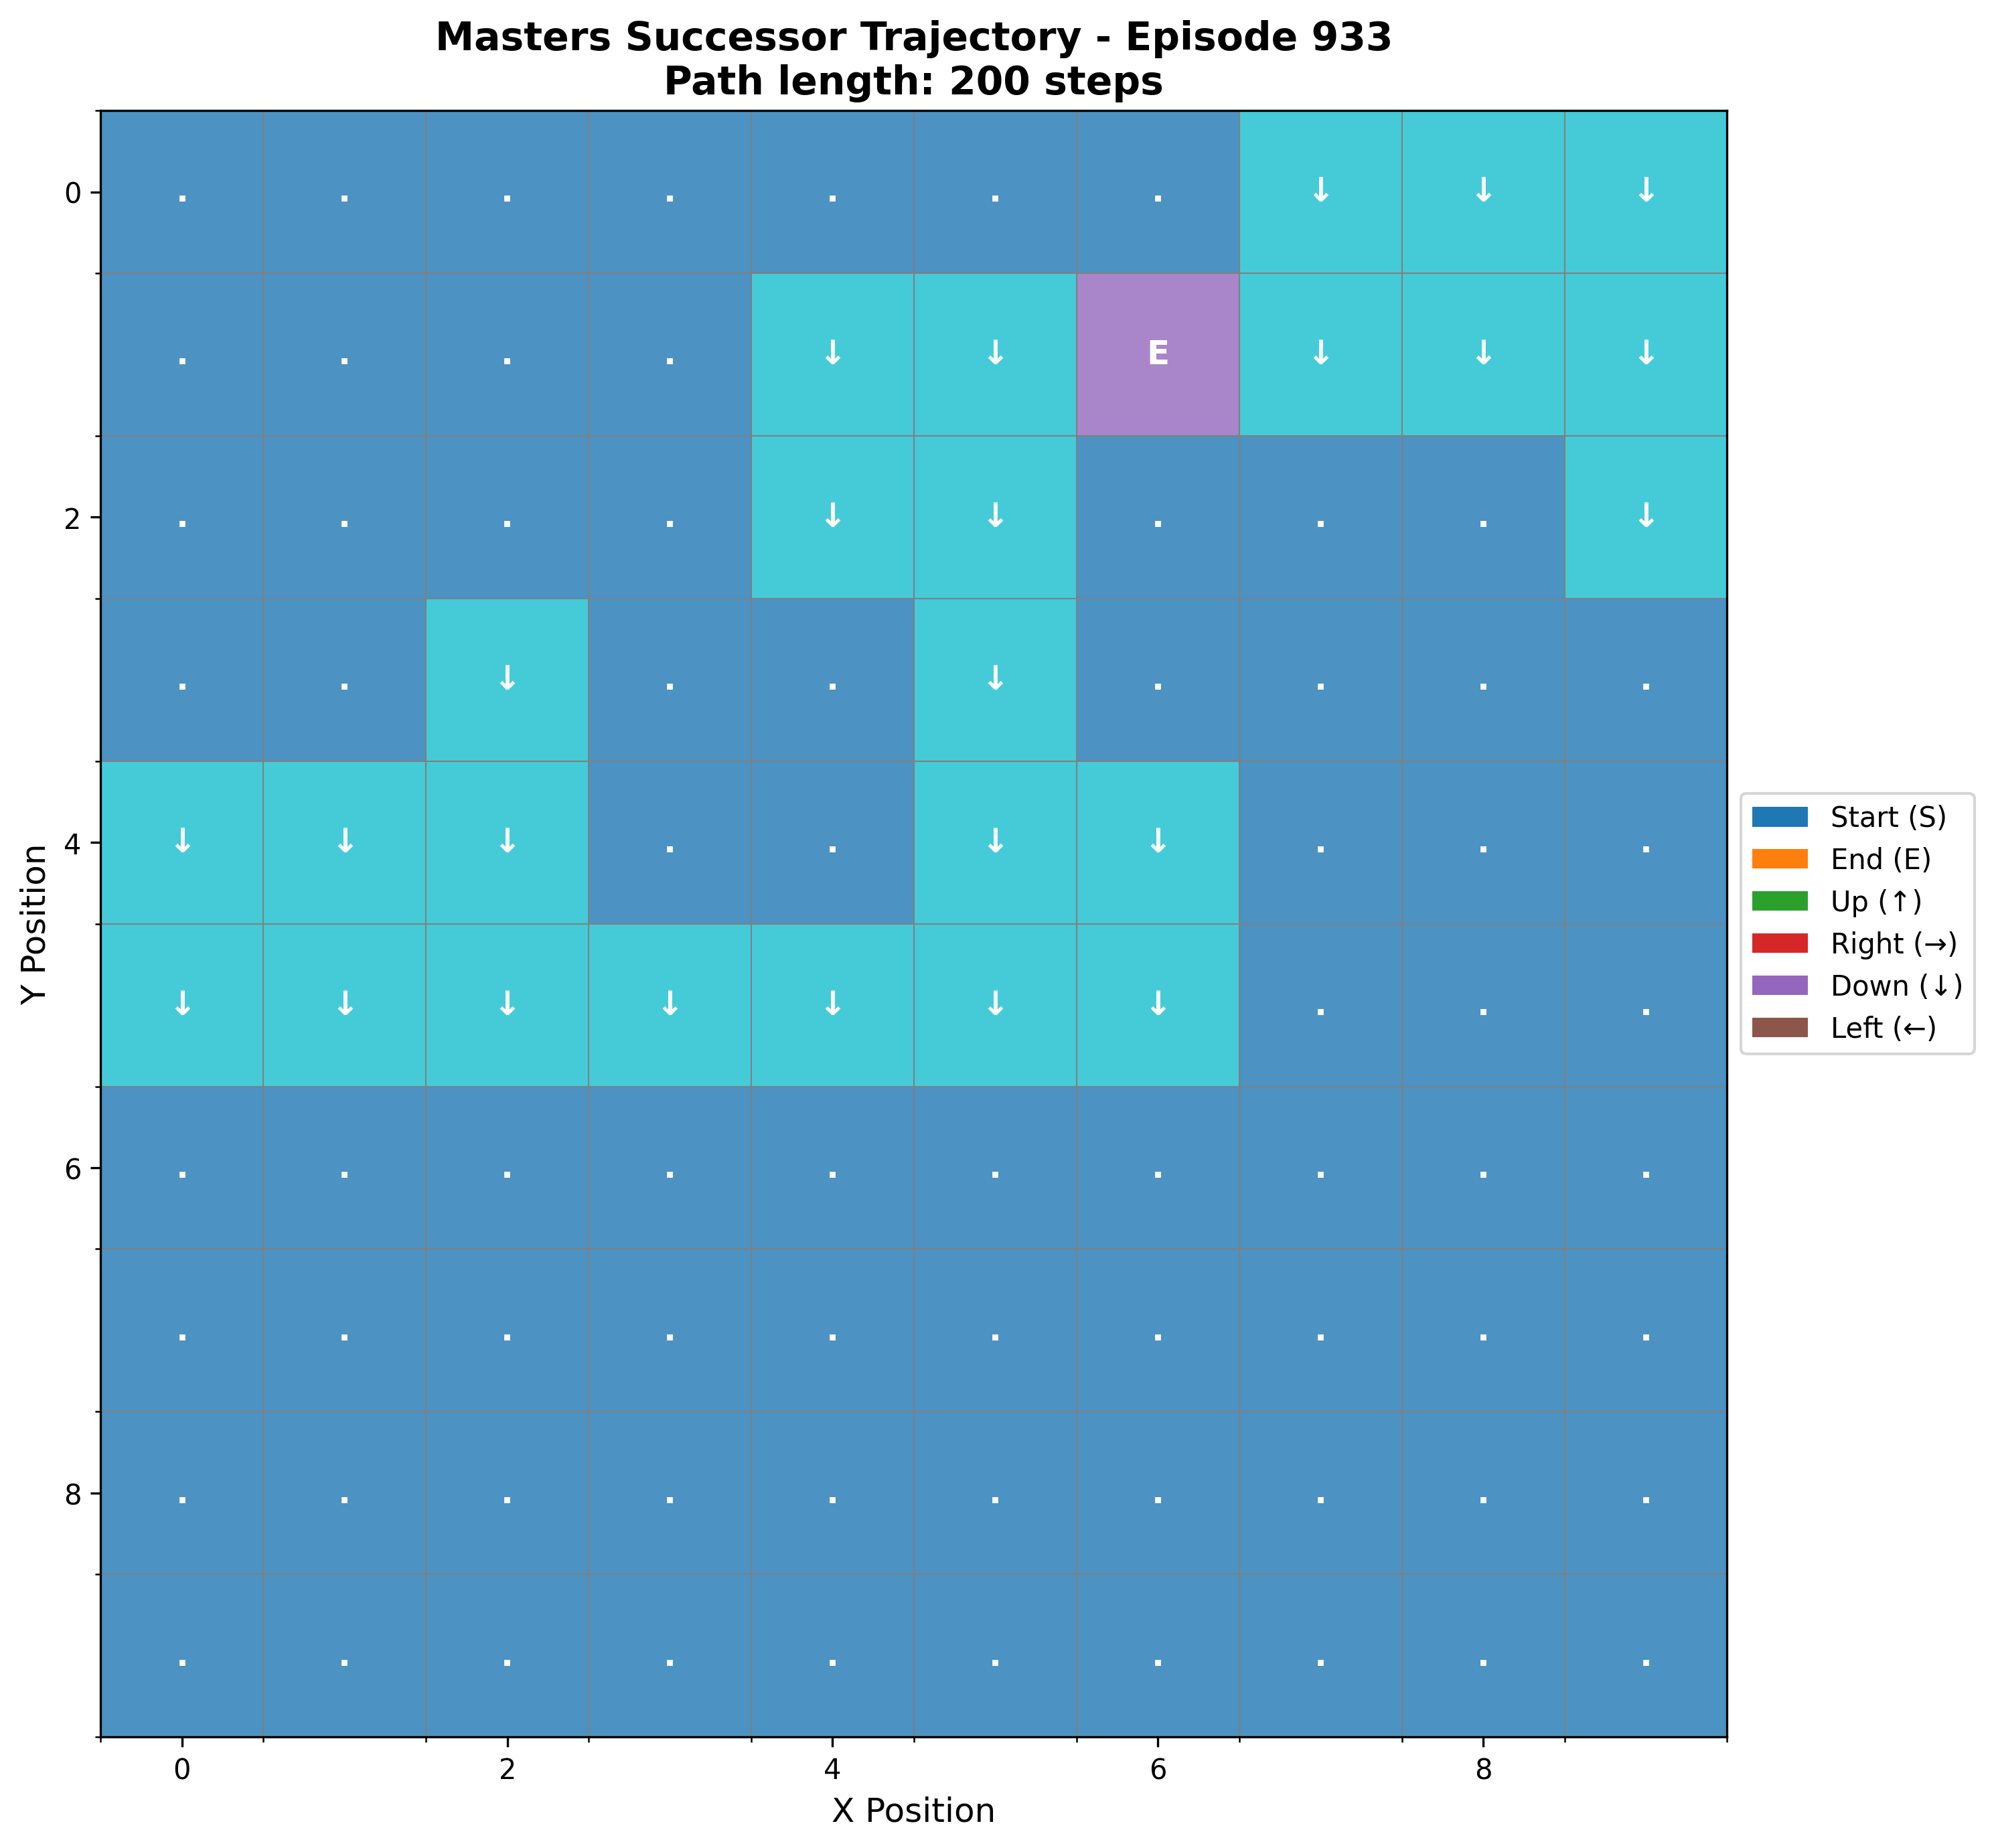 Masters Successor Trajectory - Episode 933
Path length: 200 steps
0 . . . . . . . ↓ ↓ ↓
. . . . ↓ ↓ E ↓ ↓ ↓
2 . . . . ↓ ↓ . . . ↓
. . ↓ . . ↓ . . . .
4 ↓ ↓ ↓ . . ↓ ↓ . . .
↓ ↓ ↓ ↓ ↓ ↓ ↓ . . .
6 . . . . . . . . . .
. . . . . . . . . .
8 . . . . . . . . . .
. . . . . . . . . .
0 2 4 6 8
X Position
Y Position
Start (S)
End (E)
Up (↑)
Right (→)
Down (↓)
Left (←)